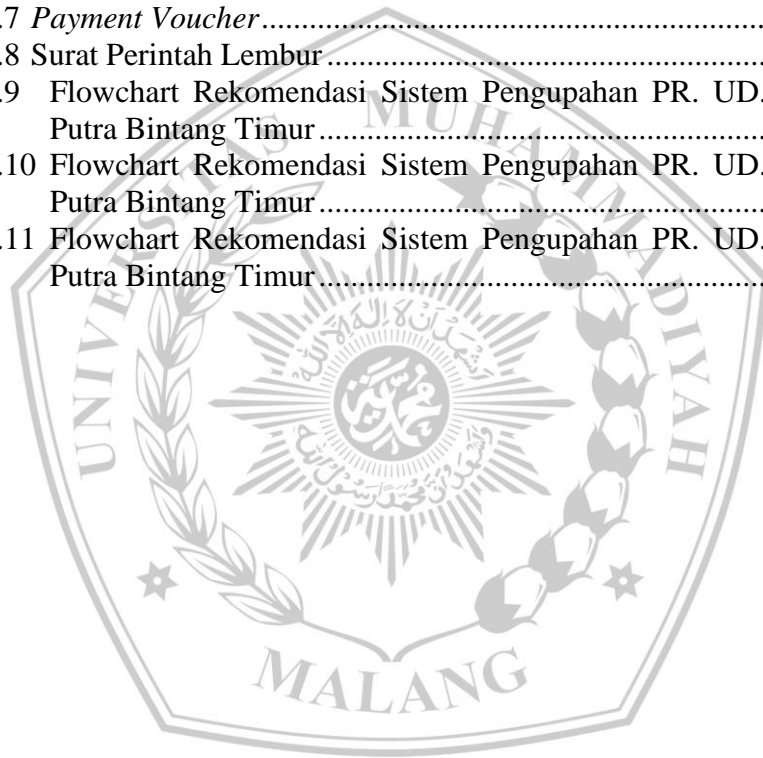 .7 Payment Voucher
.8 Surat Perintah Lembur
.9 Flowchart Rekomendasi Sistem Pengupahan PR. UD.
Putra Bintang Timur
.10 Flowchart Rekomendasi Sistem Pengupahan PR. UD.
Putra Bintang Timur
.11 Flowchart Rekomendasi Sistem Pengupahan PR. UD.
Putra Bintang Timur
UNIVERSITAS MUHAMMADIYAH
MALANG